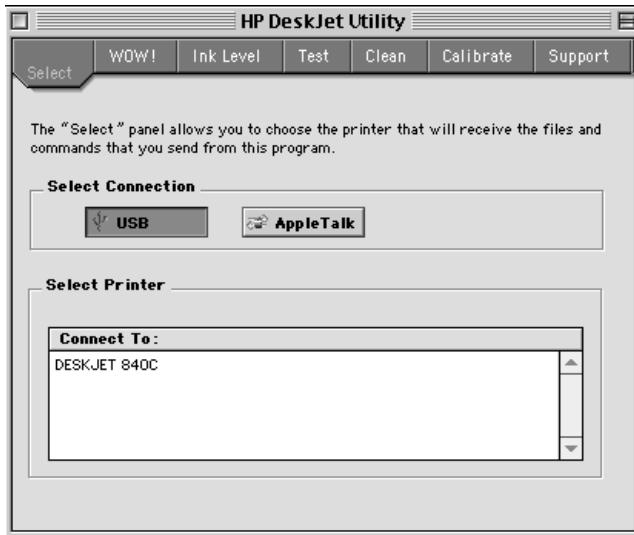 HP DeskJet Utility
Select WOW! Ink Level Test Clean Calibrate Support
The "Select" panel allows you to choose the printer that will receive the files and
commands that you send from this program.
Select Connection
USB AppleTalk
Select Printer
Connect To:
DESKJET 840C